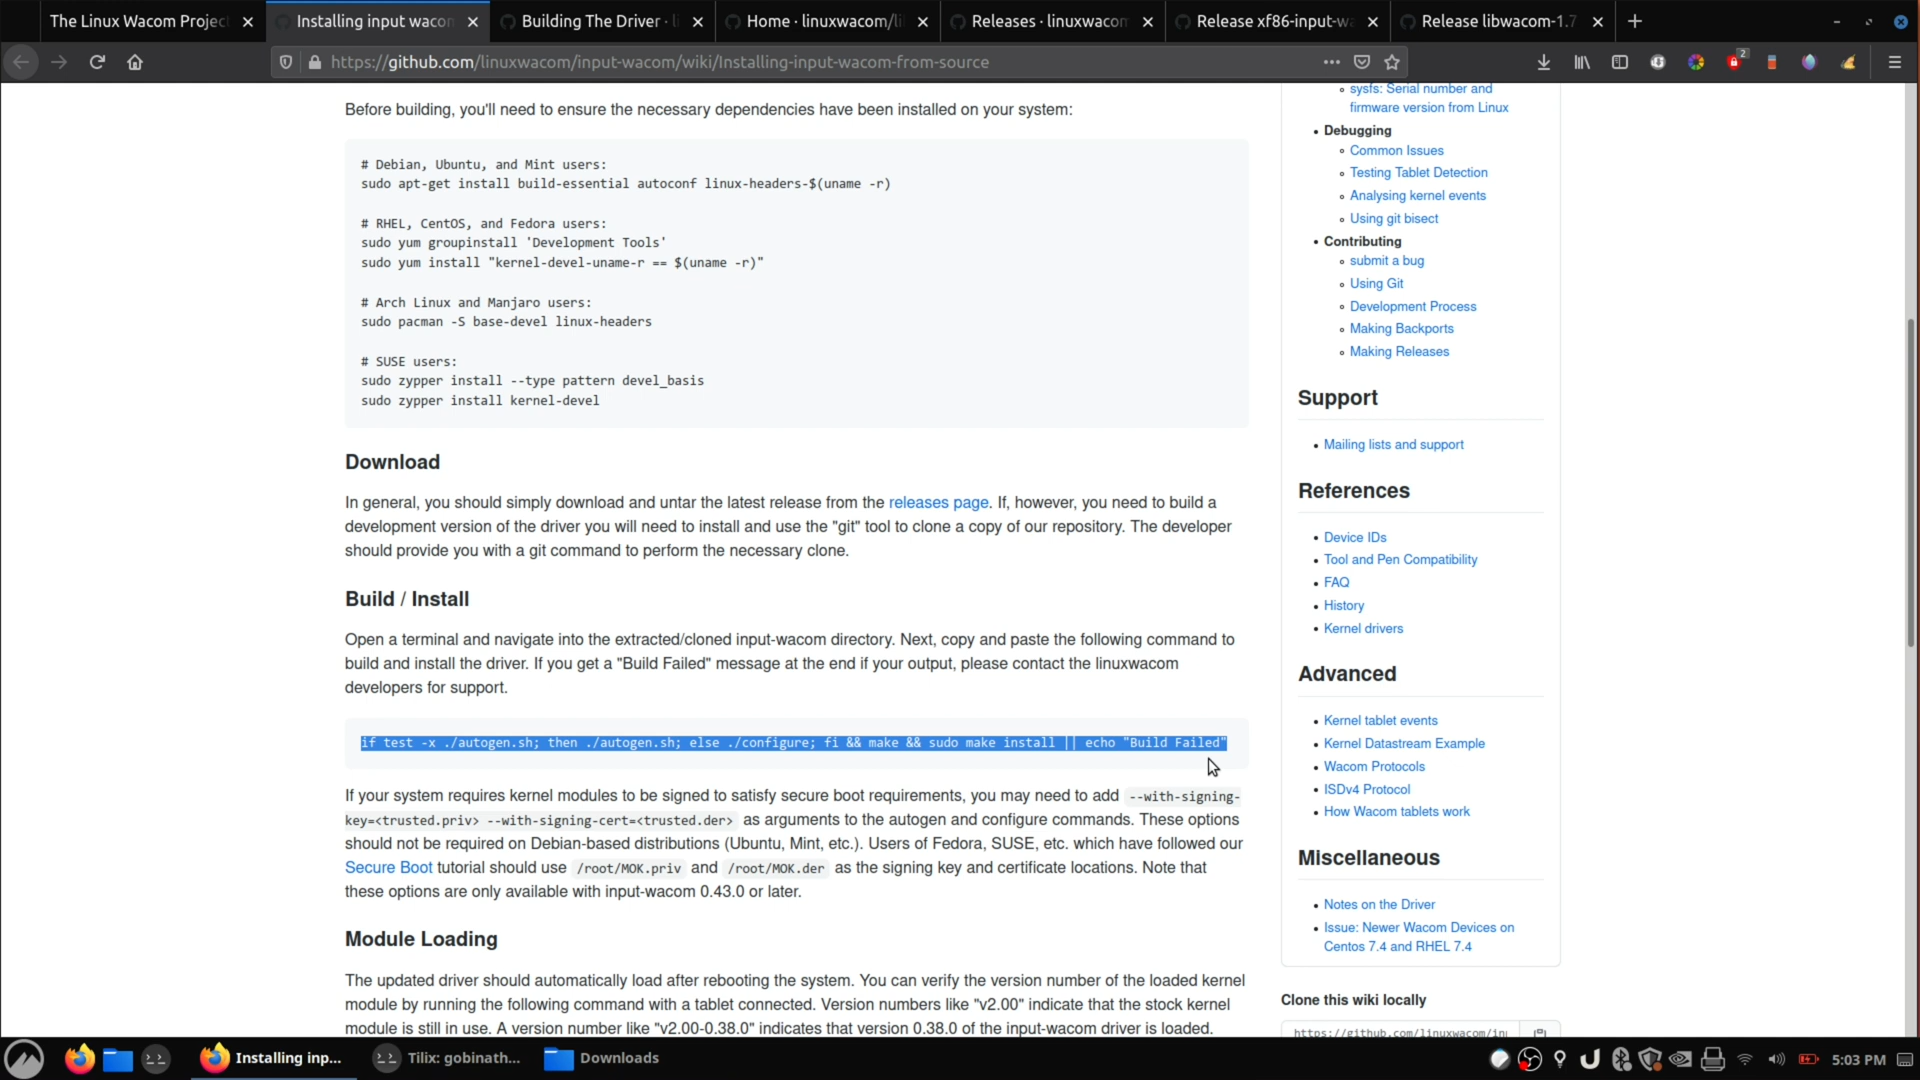 The Linux Wacom Projec
Installing input wacom
Building The Driver · l
Home · linuxwacom/li
Releases · linuxwacom
Release xf86-input-wa
Release libwacom-1.7
https://github.com/linuxwacom/input-wacom/wiki/Installing-input-wacom-from-source
2
Before building, you'll need to ensure the necessary dependencies have been installed on your system:
# Debian, Ubuntu, and Mint users:
sudo apt-get install build-essential autoconf linux-headers-$(uname -r)
# RHEL, CentOS, and Fedora users:
sudo yum groupinstall 'Development Tools'
sudo yum install "kernel-devel-uname-r == $(uname -r)"
# Arch Linux and Manjaro users:
sudo pacman -S base-devel linux-headers
# SUSE users:
sudo zypper install --type pattern devel_basis
sudo zypper install kernel-devel
Download
In general, you should simply download and untar the latest release from the releases page. If, however, you need to build a
development version of the driver you will need to install and use the "git" tool to clone a copy of our repository. The developer
should provide you with a git command to perform the necessary clone.
Build / Install
Open a terminal and navigate into the extracted/cloned input-wacom directory. Next, copy and paste the following command to
build and install the driver. If you get a "Build Failed" message at the end if your output, please contact the linuxwacom
developers for support.
if test -x ./autogen.sh; then ./autogen.sh; else ./configure; fi && make && sudo make install || echo "Build Failed"
If your system requires kernel modules to be signed to satisfy secure boot requirements, you may need to add --with-signing-
key=<trusted.priv> --with-signing-cert=<trusted.der> as arguments to the autogen and configure commands. These options
should not be required on Debian-based distributions (Ubuntu, Mint, etc.). Users of Fedora, SUSE, etc. which have followed our
Secure Boot tutorial should use /root/MOK.priv and /root/MOK.der as the signing key and certificate locations. Note that
these options are only available with input-wacom 0.43.0 or later.
Module Loading
The updated driver should automatically load after rebooting the system. You can verify the version number of the loaded kernel
module by running the following command with a tablet connected. Version numbers like "v2.00" indicate that the stock kernel
module is still in use. A version number like "v2.00-0.38.0" indicates that version 0.38.0 of the input-wacom driver is loaded.
sysfs: Serial number and
firmware version from Linux
Debugging
Common Issues
Testing Tablet Detection
Analysing kernel events
Using git bisect
Contributing
submit a bug
Using Git
Development Process
Making Backports
Making Releases
Support
Mailing lists and support
References
Device IDs
Tool and Pen Compatibility
FAQ
History
Kernel drivers
Advanced
Kernel tablet events
Kernel Datastream Example
Wacom Protocols
ISDv4 Protocol
How Wacom tablets work
Miscellaneous
Notes on the Driver
Issue: Newer Wacom Devices on
Centos 7.4 and RHEL 7.4
Clone this wiki locally
https://github.com/linuxwacom/in
Installing inp...
Tilix: gobinath...
Downloads
5:03 PM